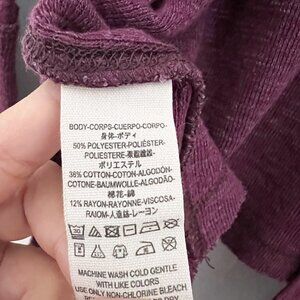 BODY-CORPS-CUERPO-CORPO-
身体-ボディ
50% POLYESTER-POLIÉSTER-
POLIESTERE-聚酯纖維-
ポリエステル
38% COTTON-COTON-ALGODÓN-
COTONE-BAUMWOLLE-ALGODÃO-
棉花-綿
12% RAYON-RAYONNE-VISCOSA-
RAIOM-人造絲-レーヨン
30
MACHINE WASH COLD GENTLE
WITH LIKE COLORS
USE ONLY NON-CHLORINE BLEACH